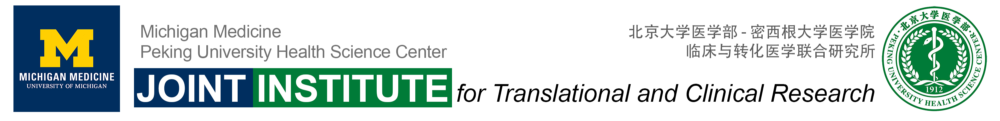 M
MICHIGAN MEDICINE
UNIVERSITY OF MICHIGAN
Michigan Medicine
Peking University Health Science Center
JOINT INSTITUTE for Translational and Clinical Research
北京大学医学部 - 密西根大学医学院
临床与转化医学联合研究所
·北京大学医学部·
PEKING UNIVERSITY HEALTH SCIENCE CENTER
1912